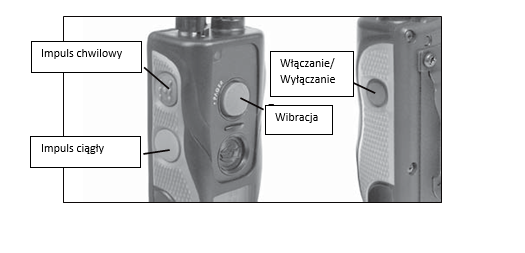 Impuls chwilowy
Włączanie/
Wyłączanie
Wibracja
Impuls ciągły